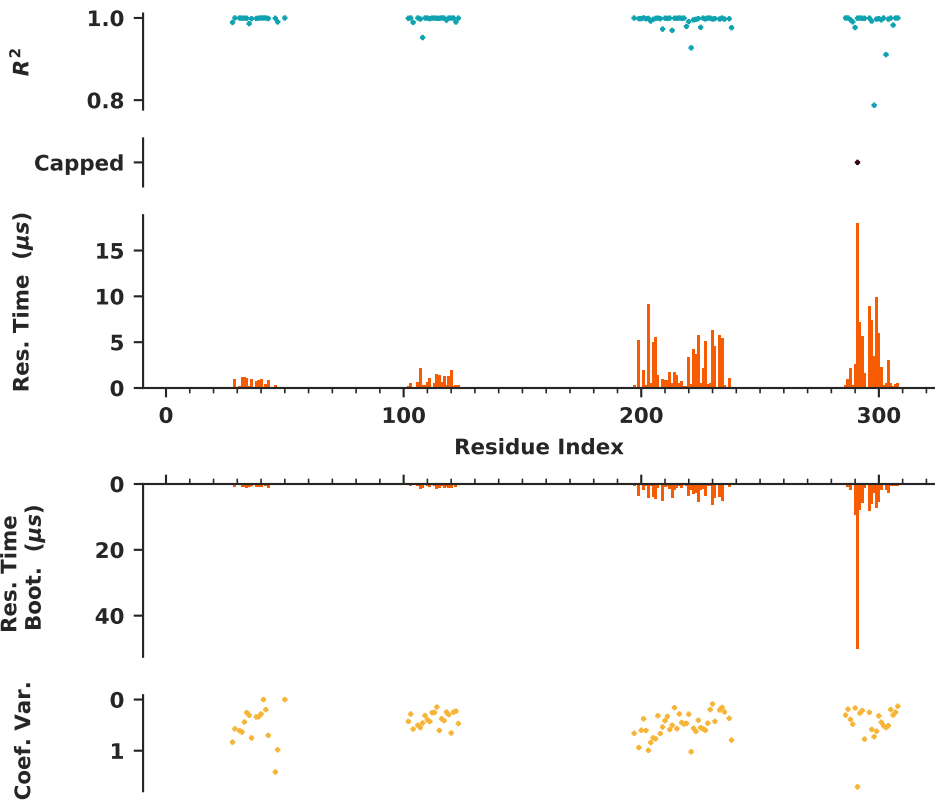 R²
1.0
0.8
Capped
Res. Time (μs)
15
10
5
0
0 100 200 300
Residue Index
Res. Time
Boot. (μs)
0
20
40
Coef. Var.
0
1